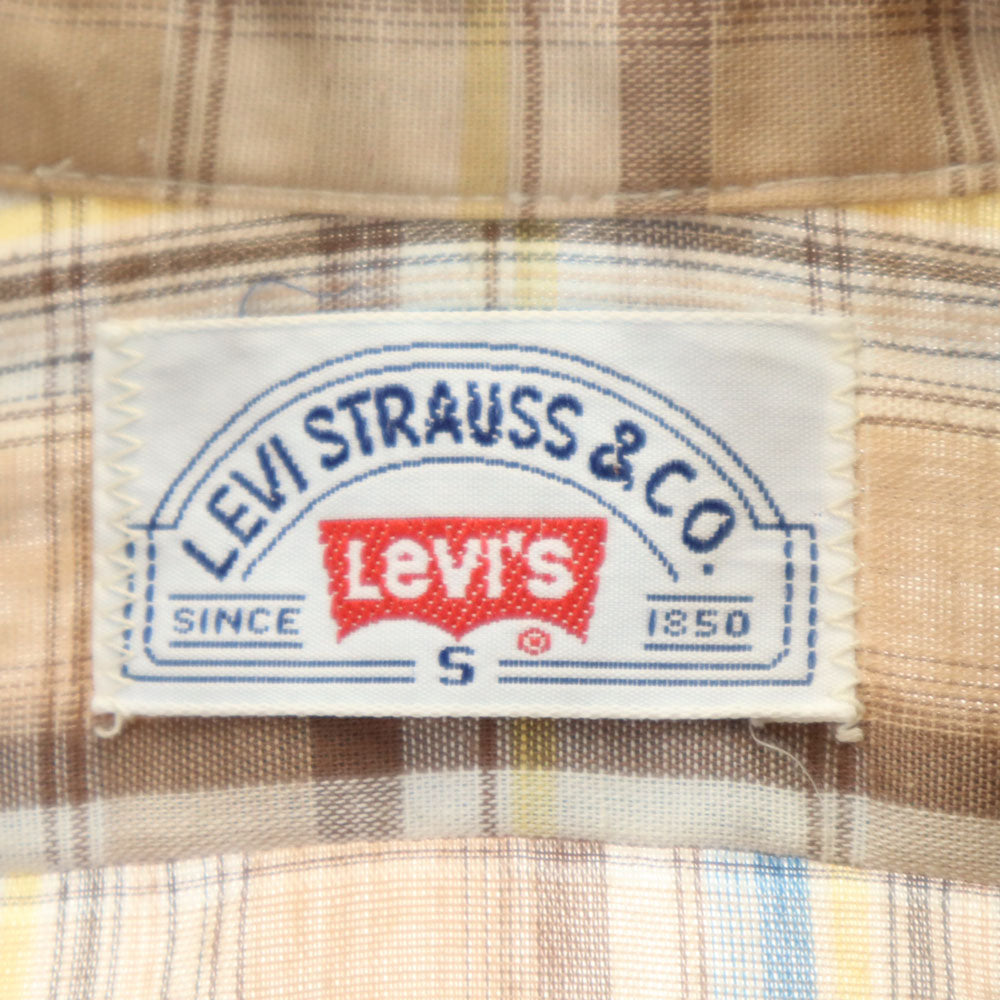 LEVI STRAUSS & CO.
LEVI'S
SINCE 1850
®
S